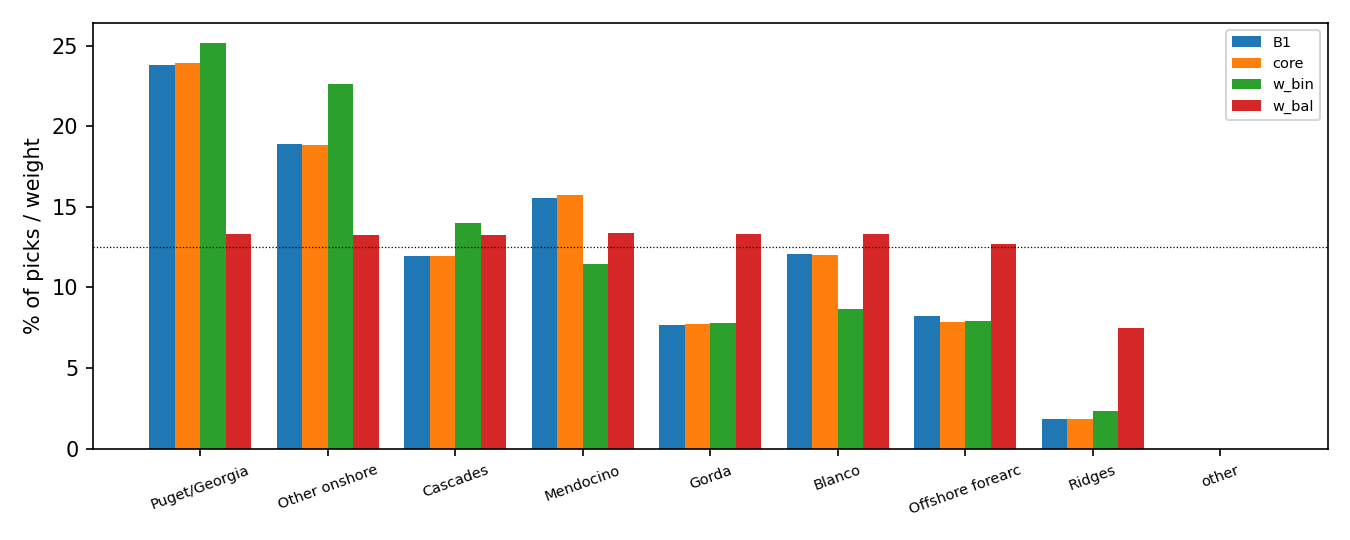 % of picks / weight
25
20
15
10
5
0
B1
core
w_bin
w_bal
Puget/Georgia
Other onshore
Cascades
Mendocino
Gorda
Blanco
Offshore forearc
Ridges
other